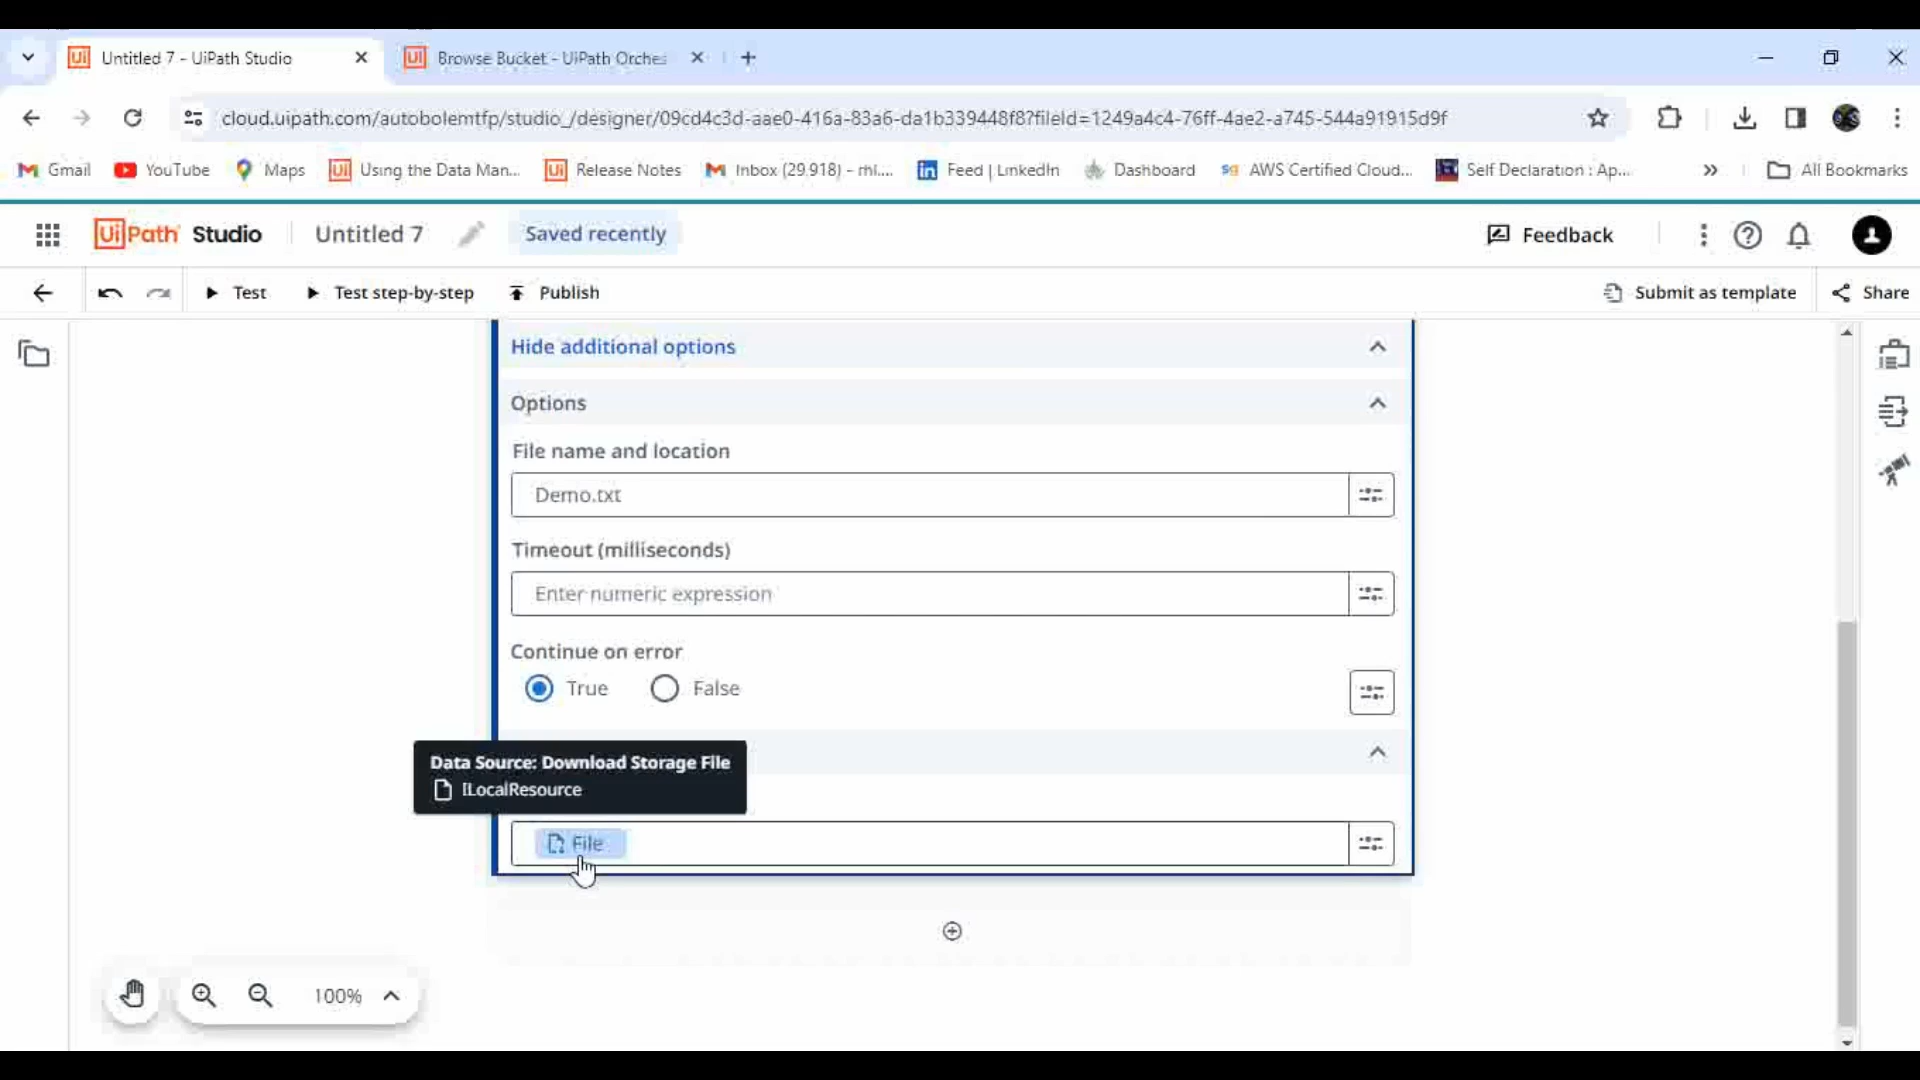 Untitled 7 - UiPath Studio
Browse Bucket - UiPath Orches
cloud.uipath.com/autobolemtfp/studio_/designer/09cd4c3d-aae0-416a-83a6-da1b339448f8?fileId=1249a4c4-76ff-4ae2-a745-544a91915d9f
Gmail
YouTube
Maps
Using the Data Man...
Release Notes
Inbox (29,918) - rhl....
Feed | LinkedIn
Dashboard
sg AWS Certified Cloud...
Self Declaration : Ap...
All Bookmarks
Ui Path Studio
Untitled 7
Saved recently
Feedback
Test
Test step-by-step
Publish
Submit as template
Share
Hide additional options
Options
File name and location
Demo.txt
Timeout (milliseconds)
Enter numeric expression
Continue on error
True
False
Data Source: Download Storage File
ILocalResource
File
100%